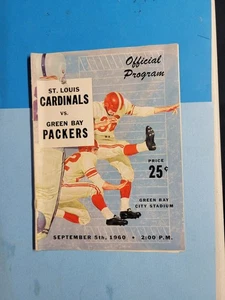 Official
Program
ST. LOUIS
CARDINALS
VS.
GREEN BAY
PACKERS
PRICE
25¢
GREEN BAY
CITY STADIUM
SEPTEMBER 5th, 1960 • 2:00 P.M.